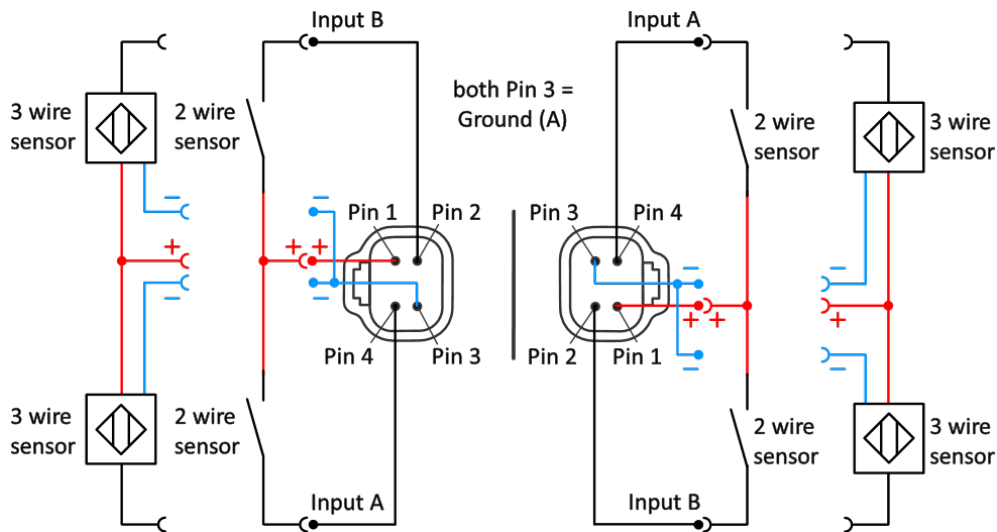 Input B
Input A
both Pin 3 =
Ground (A)
3 wire
sensor
2 wire
sensor
2 wire
sensor
3 wire
sensor
−
−
+
+
+
−
−
Pin 1
Pin 2
Pin 4
Pin 3
Pin 3
Pin 4
Pin 2
Pin 1
−
+
+
−
−
+
−
3 wire
sensor
2 wire
sensor
2 wire
sensor
3 wire
sensor
Input A
Input B